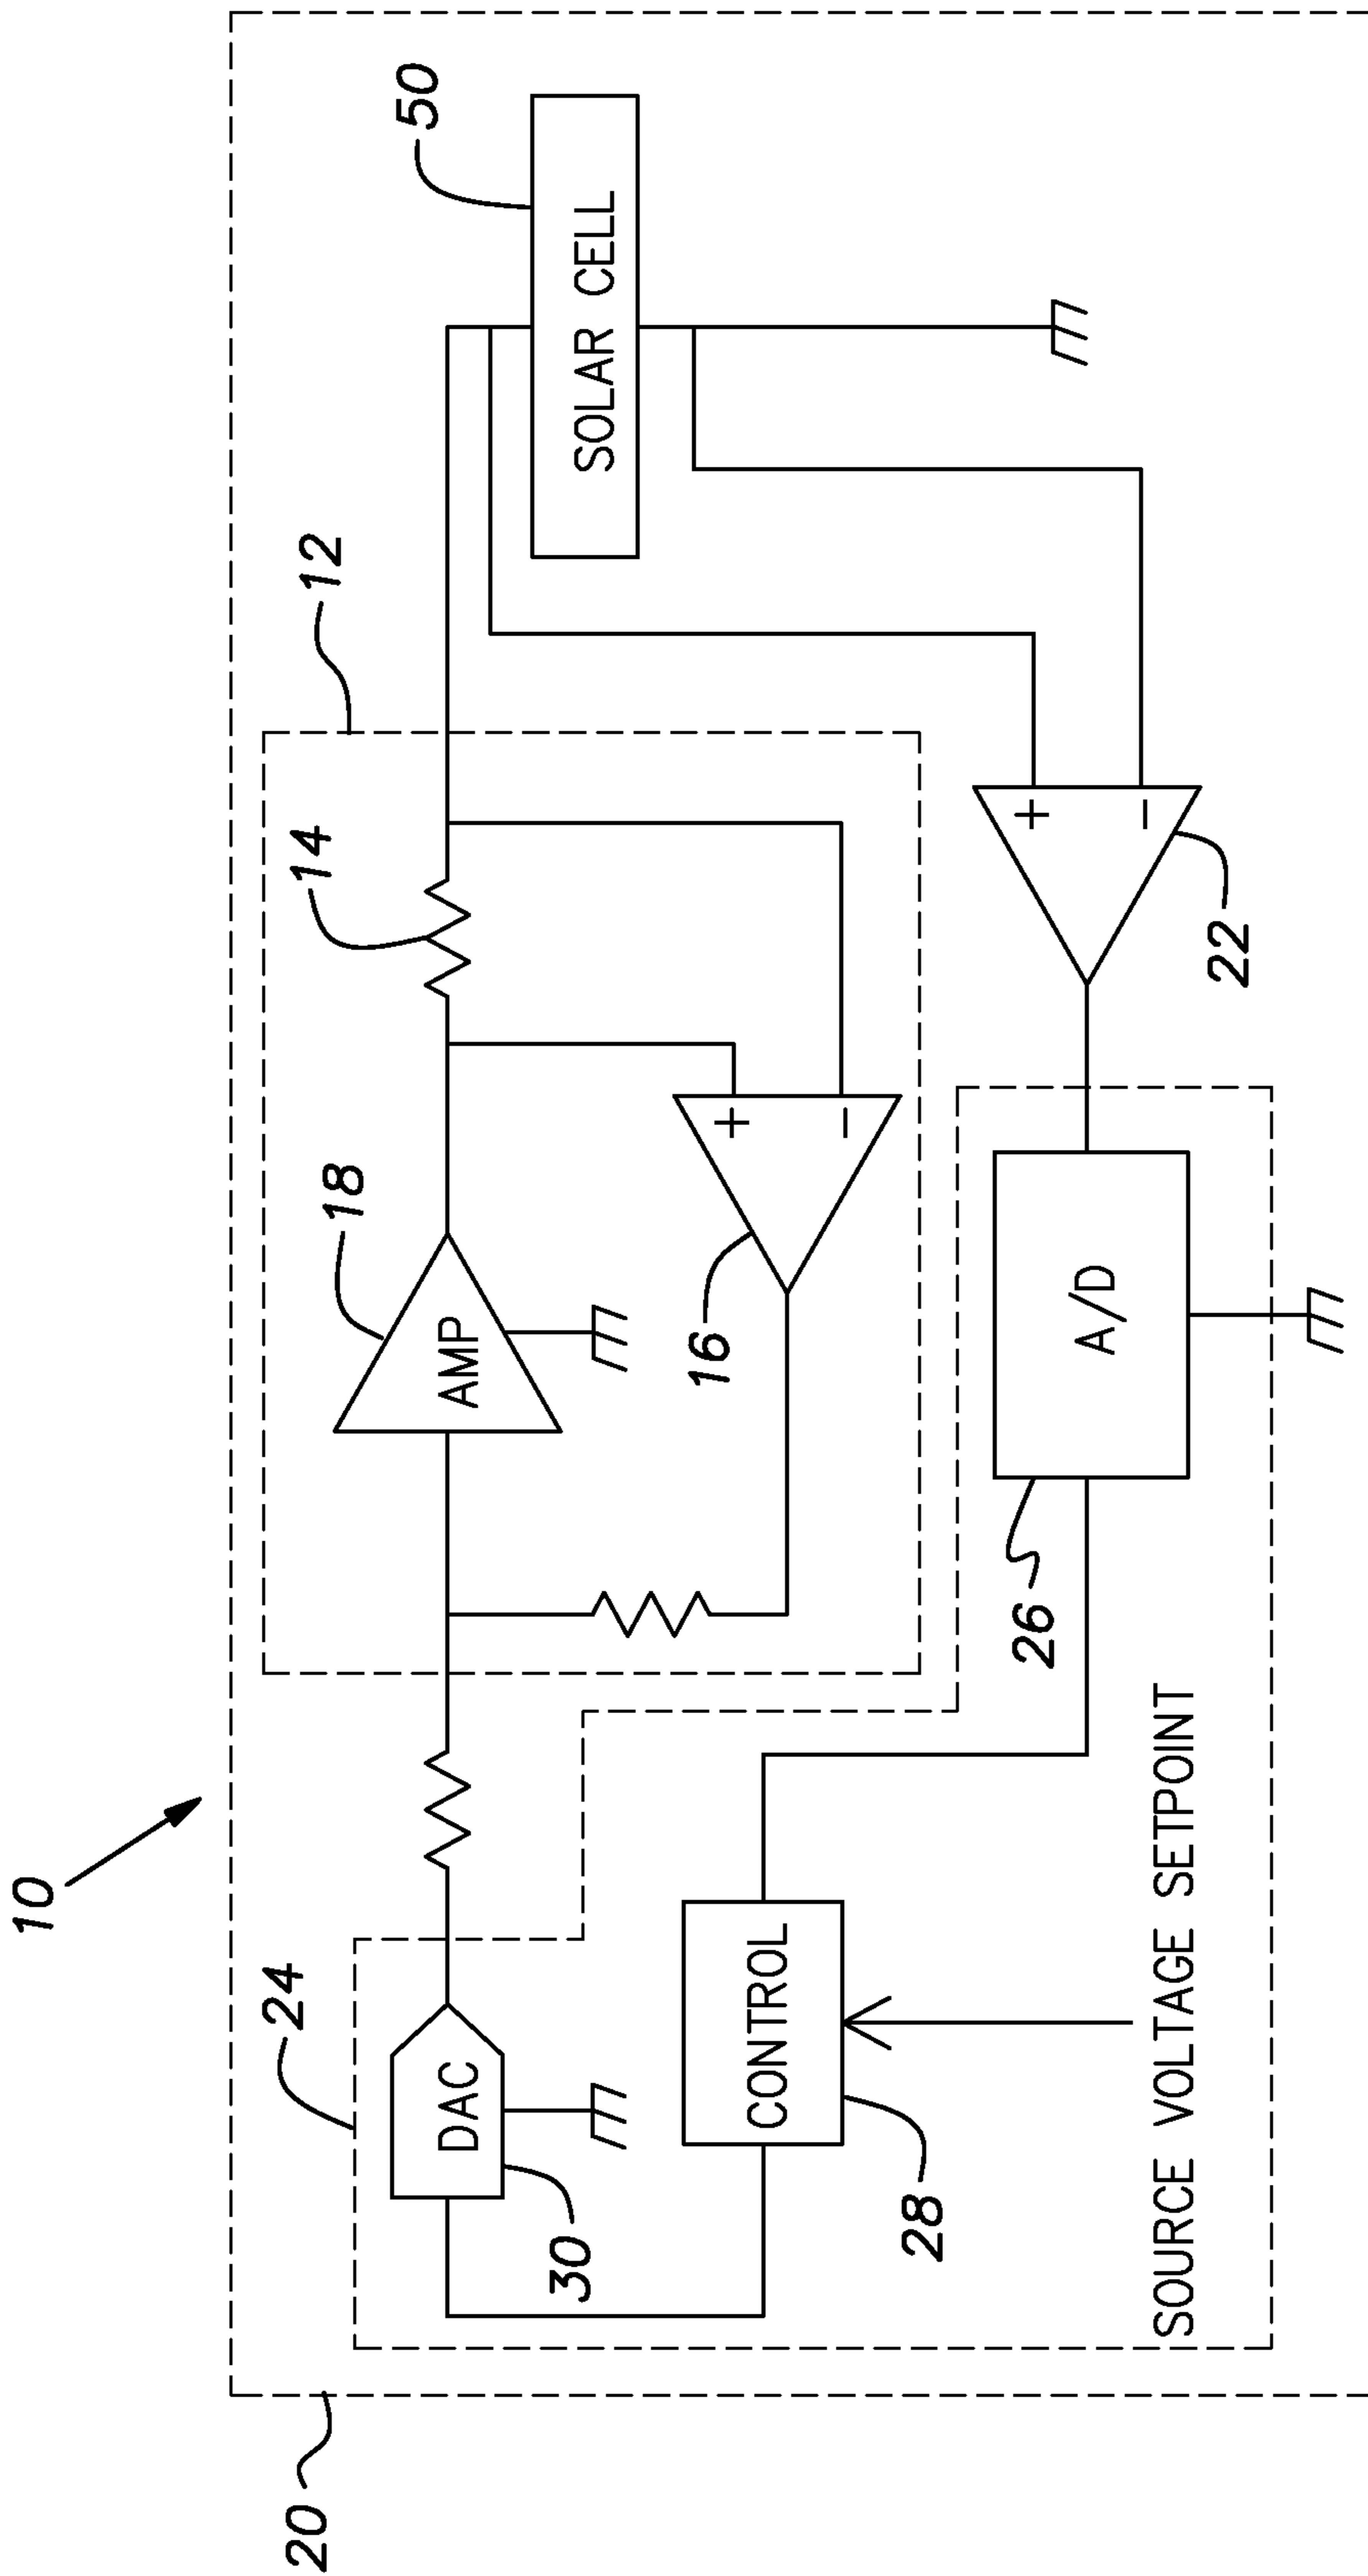 10
20
24
12
50
14
18
DAC
AMP
SOLAR CELL
30
16
CONTROL
28
A/D
26
22
+
-
+
-
SOURCE VOLTAGE SETPOINT